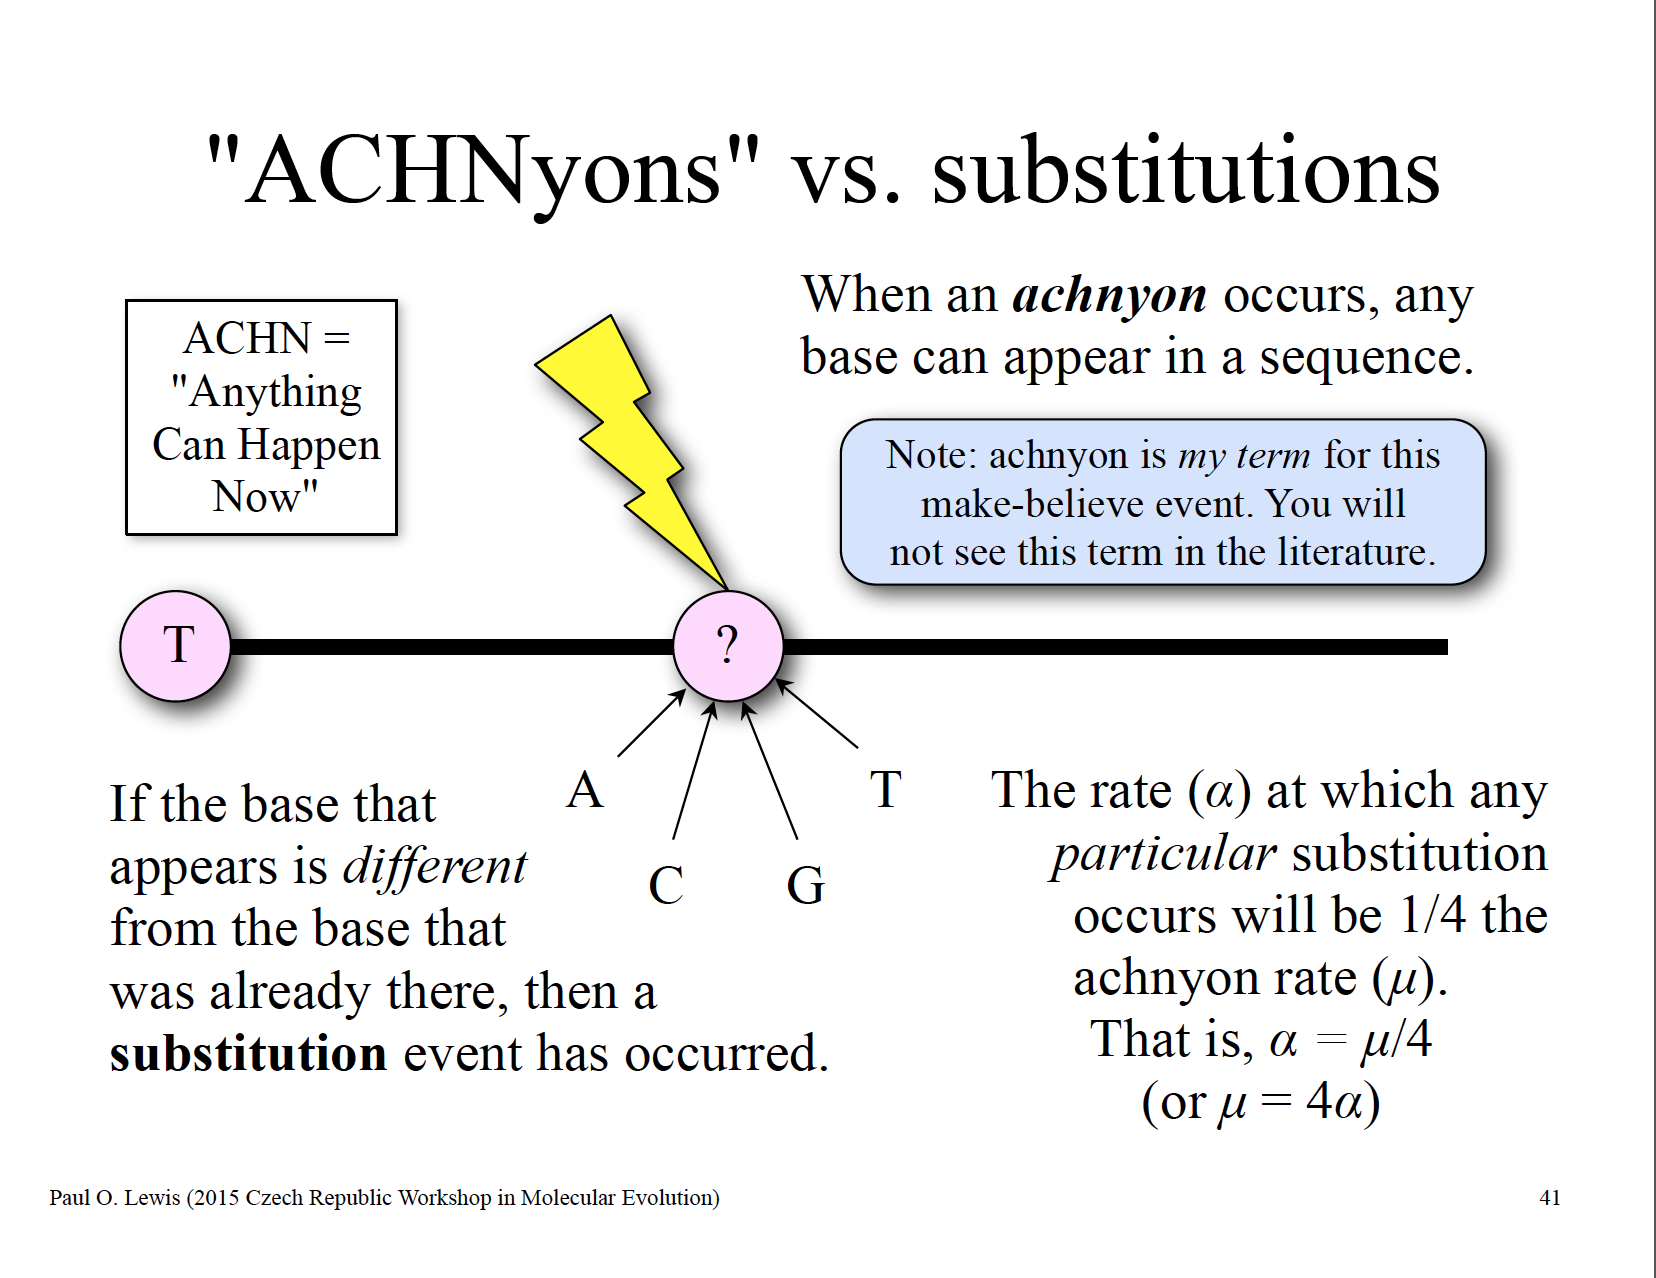 "ACHNyons" vs. substitutions
ACHN =
"Anything
Can Happen
Now"
When an achnyon occurs, any
base can appear in a sequence.
Note: achnyon is my term for this
make-believe event. You will
not see this term in the literature.
T
?
A
C
G
T
If the base that
appears is different
from the base that
was already there, then a
substitution event has occurred.
The rate (α) at which any
particular substitution
occurs will be 1/4 the
achnyon rate (μ).
That is, α = μ/4
(or μ = 4α)
Paul O. Lewis (2015 Czech Republic Workshop in Molecular Evolution)
41